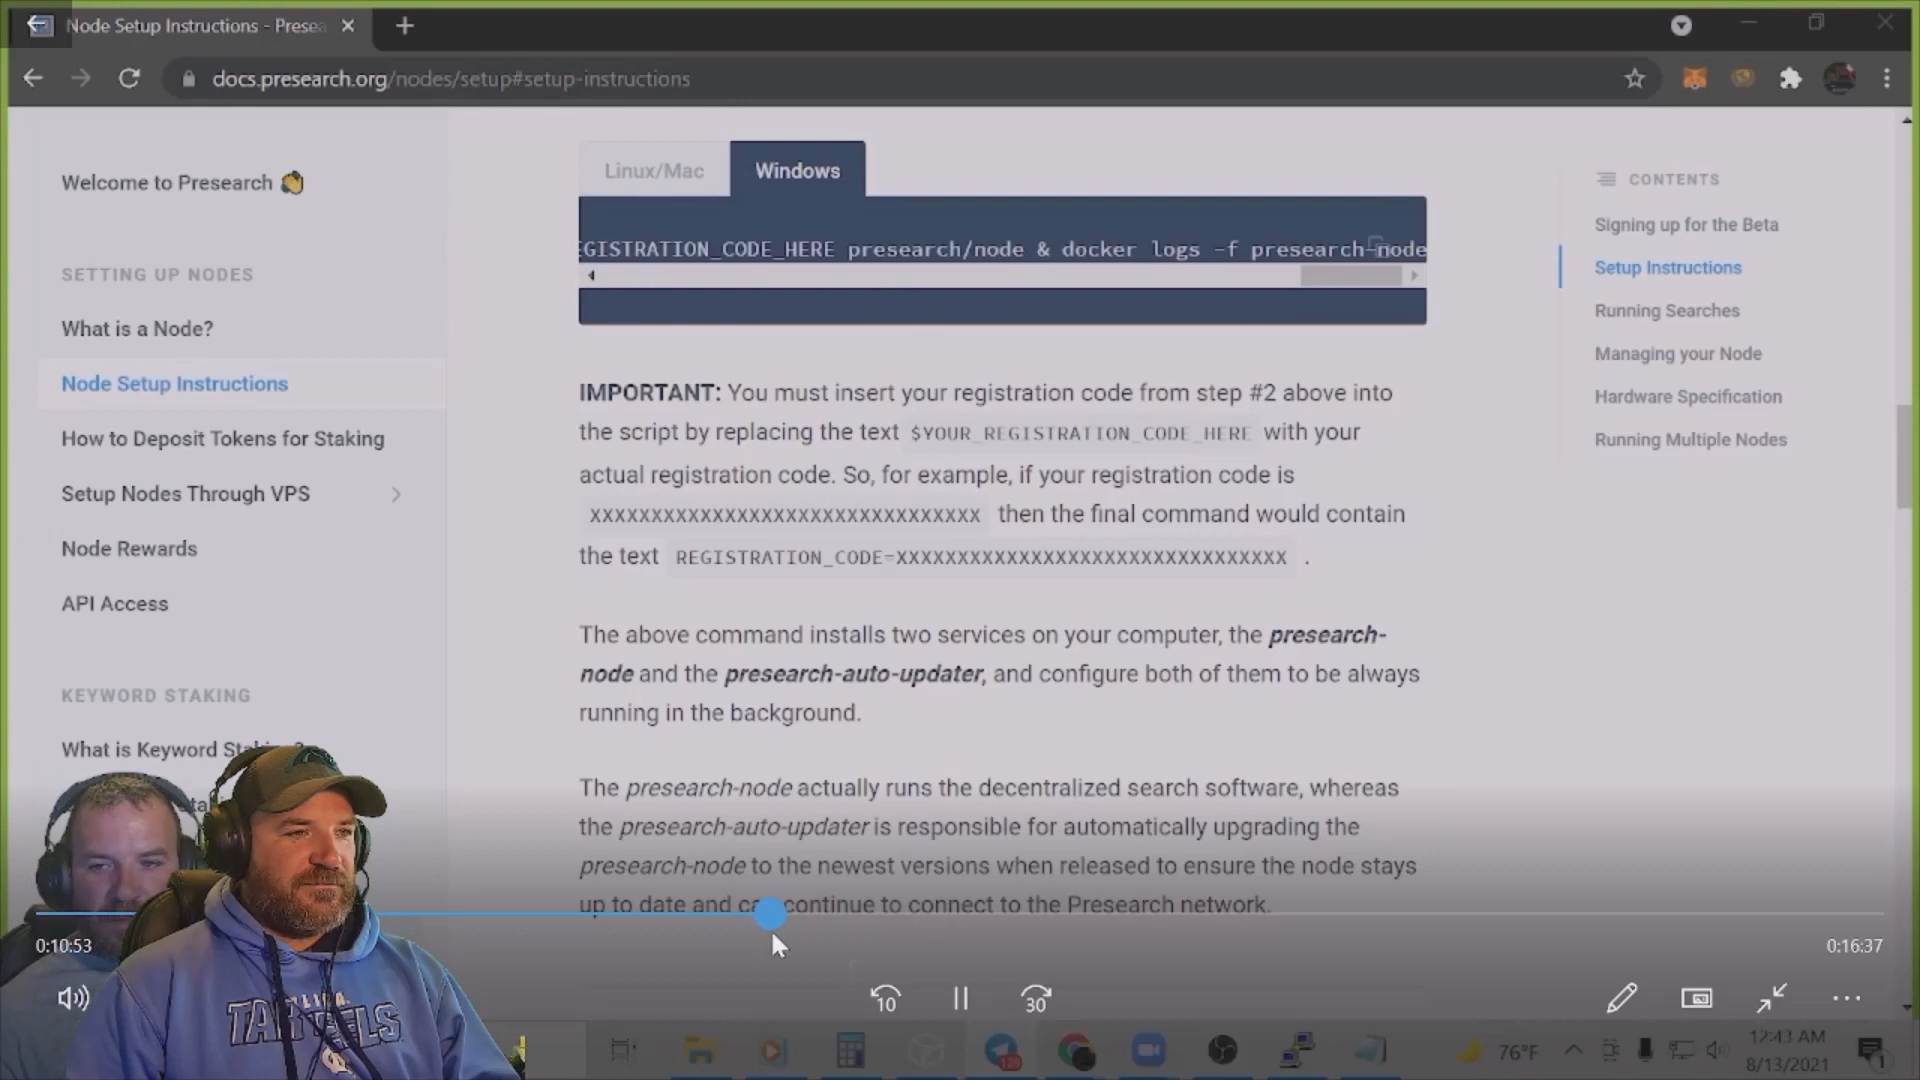 Node Setup Instructions - Presea
docs.presearch.org/nodes/setup#setup-instructions
Welcome to Presearch
SETTING UP NODES
What is a Node?
Node Setup Instructions
How to Deposit Tokens for Staking
Setup Nodes Through VPS
Node Rewards
API Access
KEYWORD STAKING
What is Keyword
Linux/Mac
Windows
EGISTRATION_CODE_HERE presearch/node & docker logs -f presearch-node
IMPORTANT: You must insert your registration code from step #2 above into
the script by replacing the text $YOUR_REGISTRATION_CODE_HERE with your
actual registration code. So, for example, if your registration code is
XXXXXXXXXXXXXXXXXXXXXXXXXXXXXXXX then the final command would contain
the text REGISTRATION_CODE=XXXXXXXXXXXXXXXXXXXXXXXXXXXXXXXX .
The above command installs two services on your computer, the presearch-
node and the presearch-auto-updater, and configure both of them to be always
running in the background.
The presearch-node actually runs the decentralized search software, whereas
the presearch-auto-updater is responsible for automatically upgrading the
presearch-node to the newest versions when released to ensure the node stays
up to date and can continue to connect to the Presearch network.
CONTENTS
Signing up for the Beta
Setup Instructions
Running Searches
Managing your Node
Hardware Specification
Running Multiple Nodes
0:10:53
0:16:37
10
30
TAR HEELS
76°F
12:43 AM
8/13/2021
1